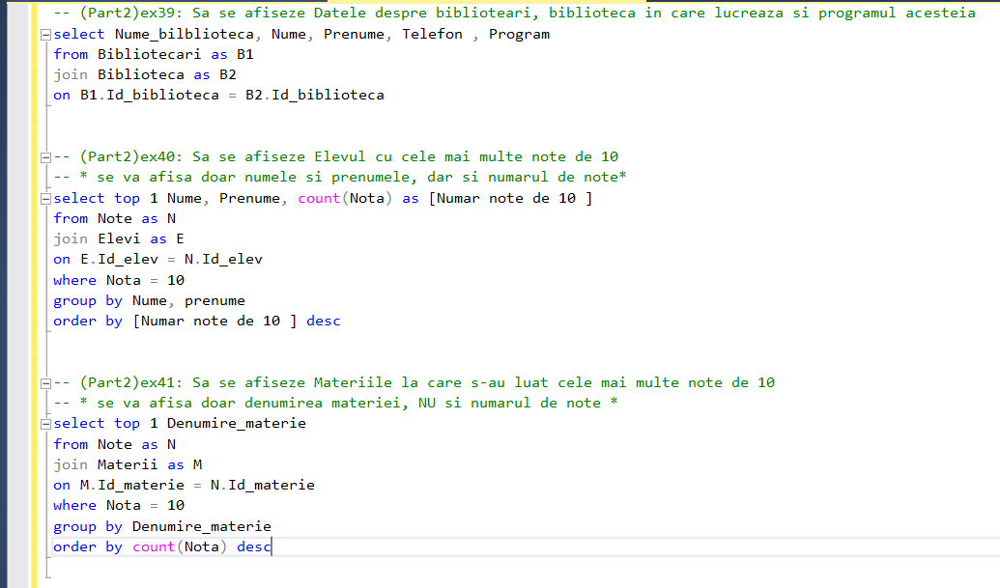 -- (Part2)ex39: Sa se afiseze Datele despre biblioteari, biblioteca in care lucreaza si programul acesteia
select Nume_bilblioteca, Nume, Prenume, Telefon , Program
from Bibliotecari as B1
join Biblioteca as B2
on B1.Id_biblioteca = B2.Id_biblioteca
-- (Part2)ex40: Sa se afiseze Elevul cu cele mai multe note de 10
-- * se va afisa doar numele si prenumele, dar si numarul de note*
select top 1 Nume, Prenume, count(Nota) as [Numar note de 10 ]
from Note as N
join Elevi as E
on E.Id_elev = N.Id_elev
where Nota = 10
group by Nume, prenume
order by [Numar note de 10 ] desc
-- (Part2)ex41: Sa se afiseze Materiile la care s-au luat cele mai multe note de 10
-- * se va afisa doar denumirea materiei, NU si numarul de note *
select top 1 Denumire_materie
from Note as N
join Materii as M
on M.Id_materie = N.Id_materie
where Nota = 10
group by Denumire_materie
order by count(Nota) desc